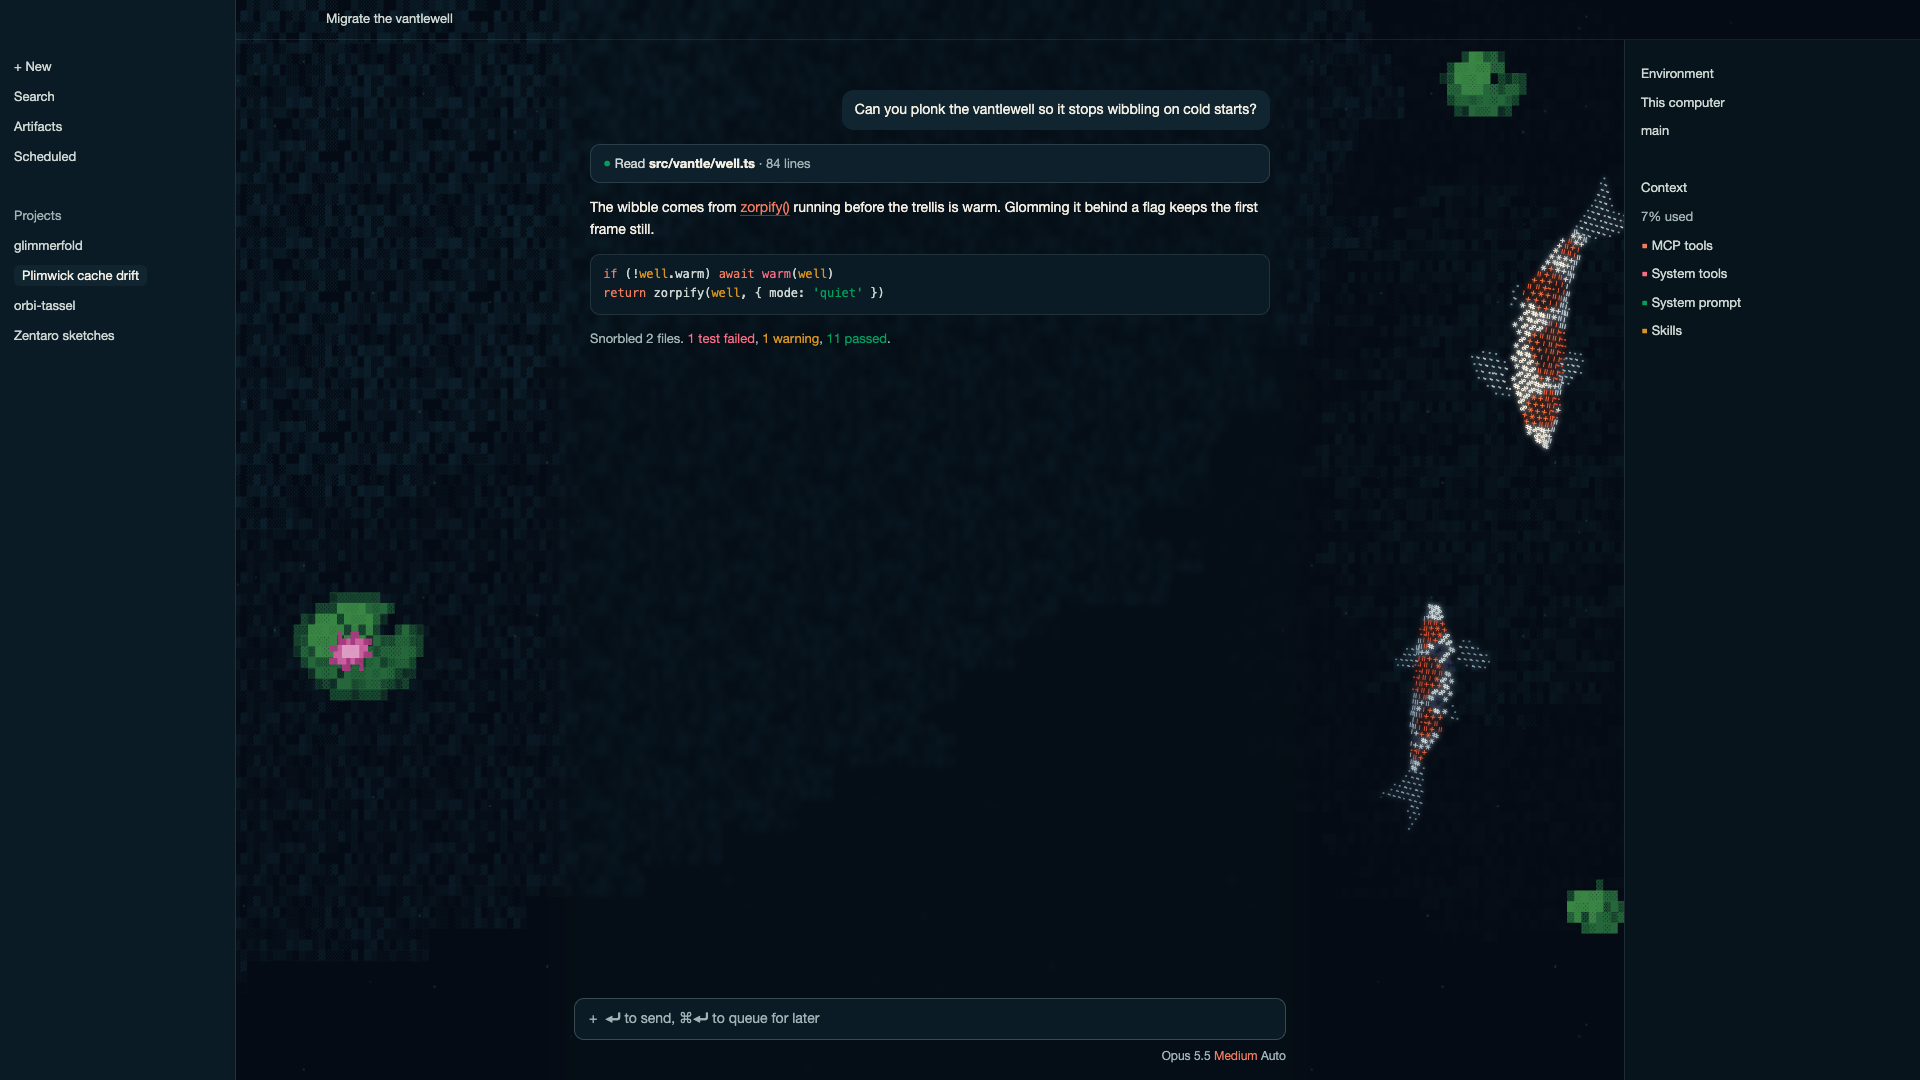 Migrate the vantlewell
+ New
Search
Artifacts
Scheduled
Projects
glimmerfold
Plimwick cache drift
orbi-tassel
Zentaro sketches
Can you plonk the vantlewell so it stops wibbling on cold starts?
Read src/vantle/well.ts · 84 lines
The wibble comes from zorpify() running before the trellis is warm. Glomming it behind a flag keeps the first
frame still.
if (!well.warm) await warm(well)
return zorpify(well, { mode: 'quiet' })
Snorbled 2 files. 1 test failed, 1 warning, 11 passed.
+ ↵ to send, ⌘↵ to queue for later
Opus 5.5 Medium Auto
Environment
This computer
main
Context
7% used
MCP tools
System tools
System prompt
Skills